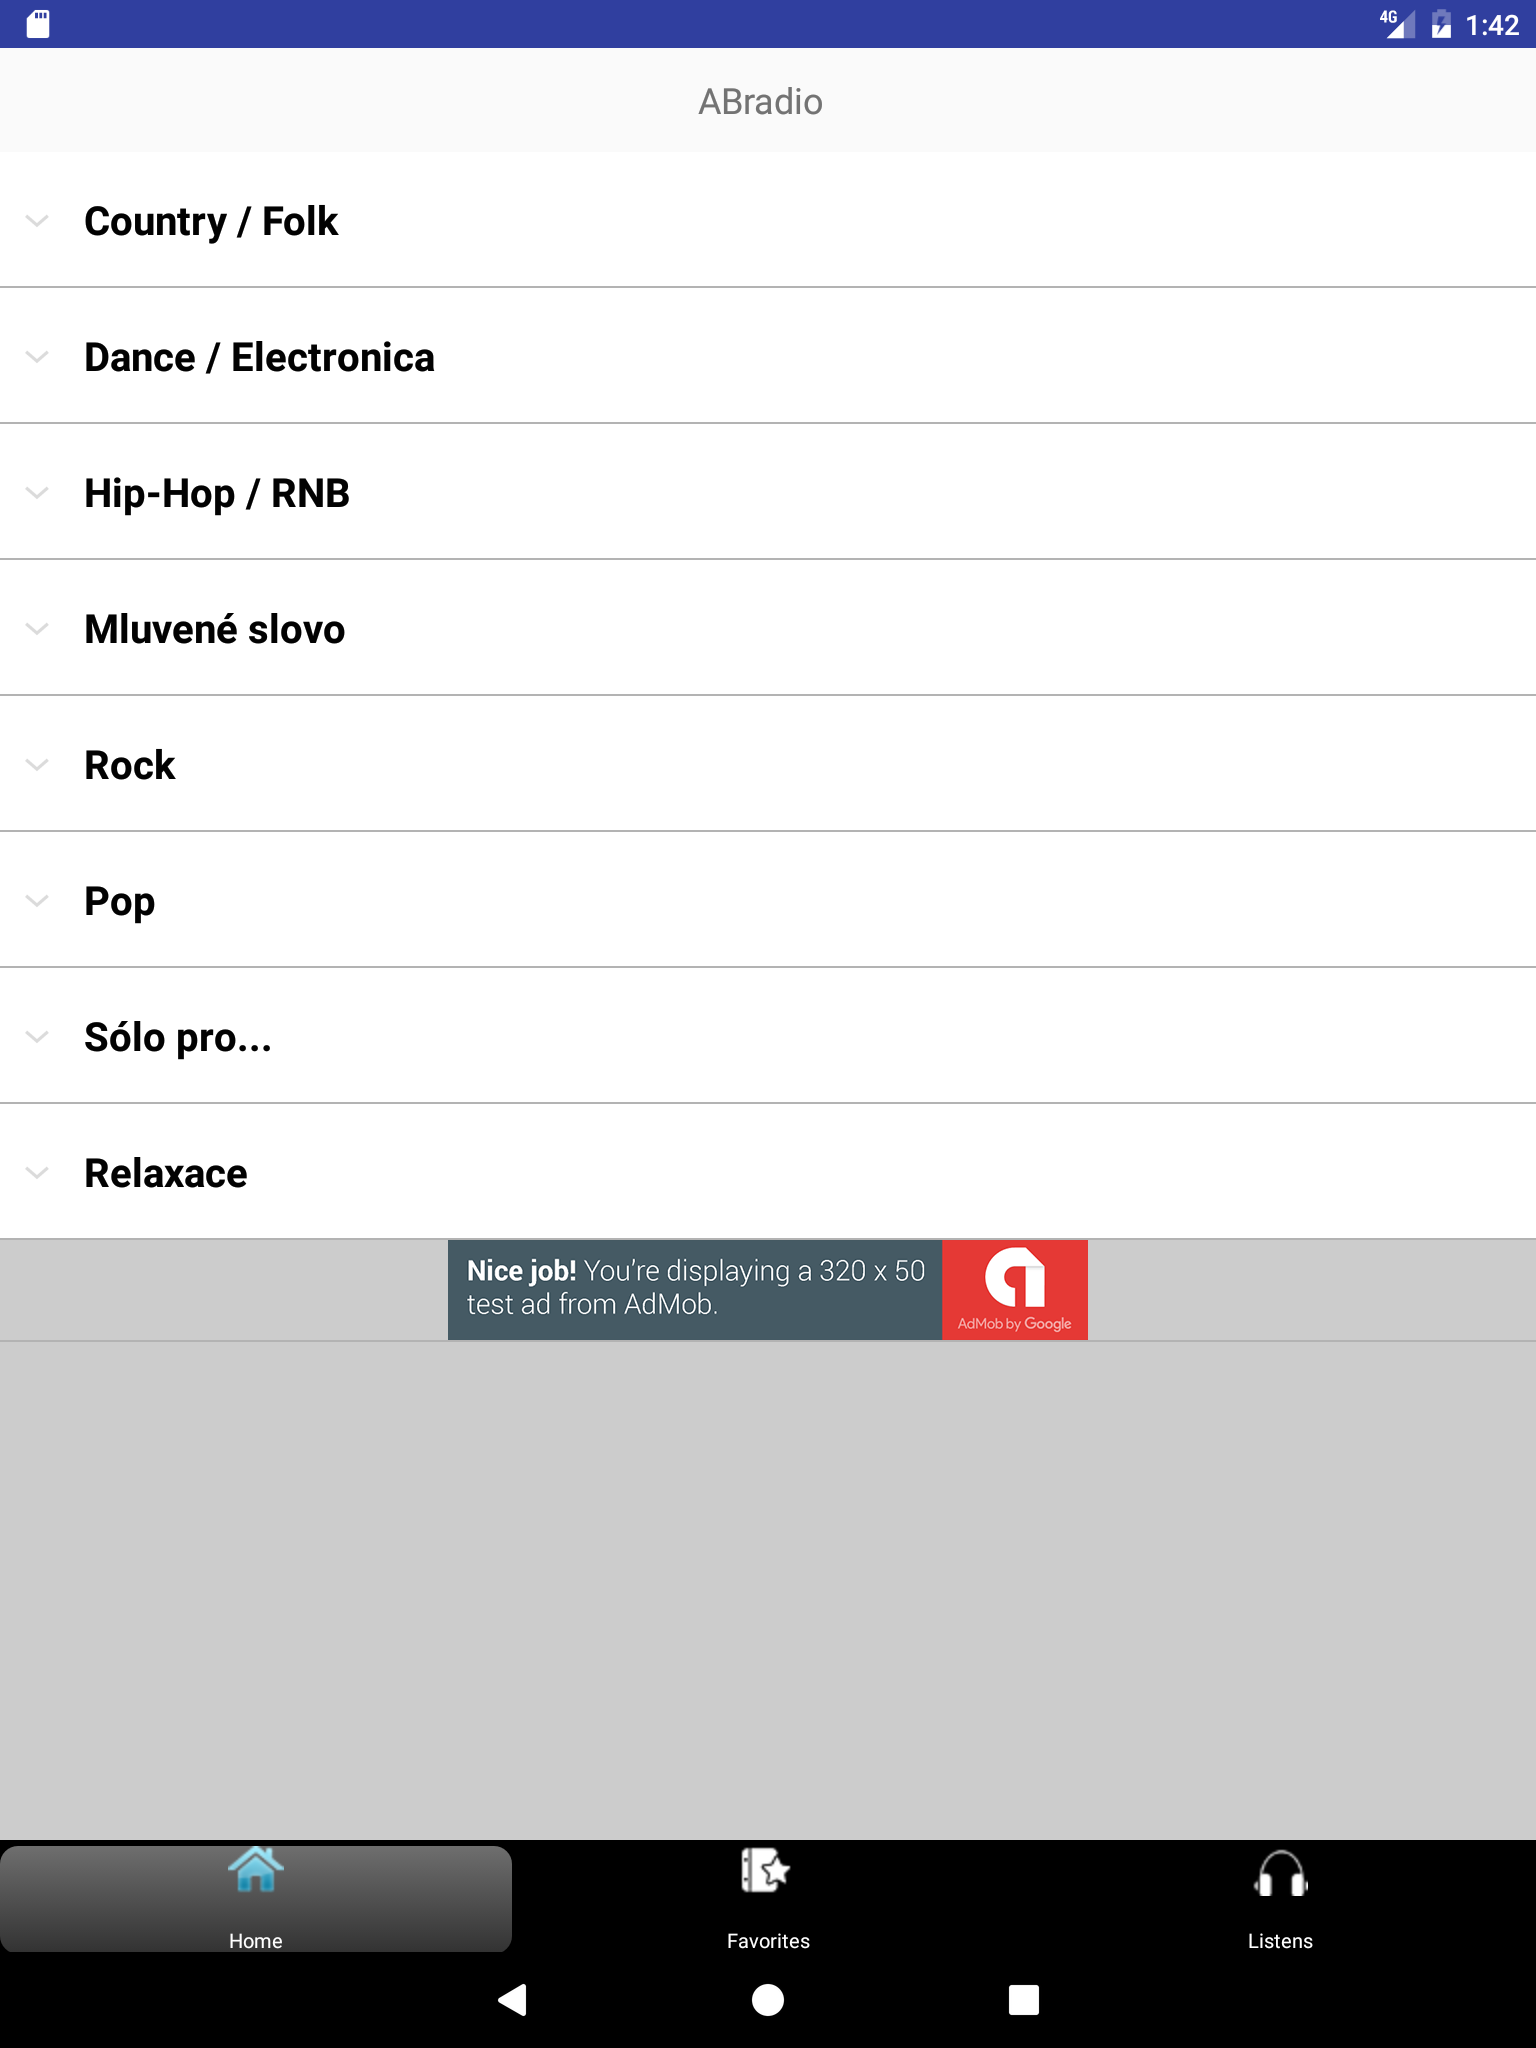 4G 1:42
ABradio
Country / Folk
Dance / Electronica
Hip-Hop / RNB
Mluvené slovo
Rock
Pop
Sólo pro...
Relaxace
Nice job! You're displaying a 320 x 50
test ad from AdMob.
AdMob by Google
Home
Favorites
Listens